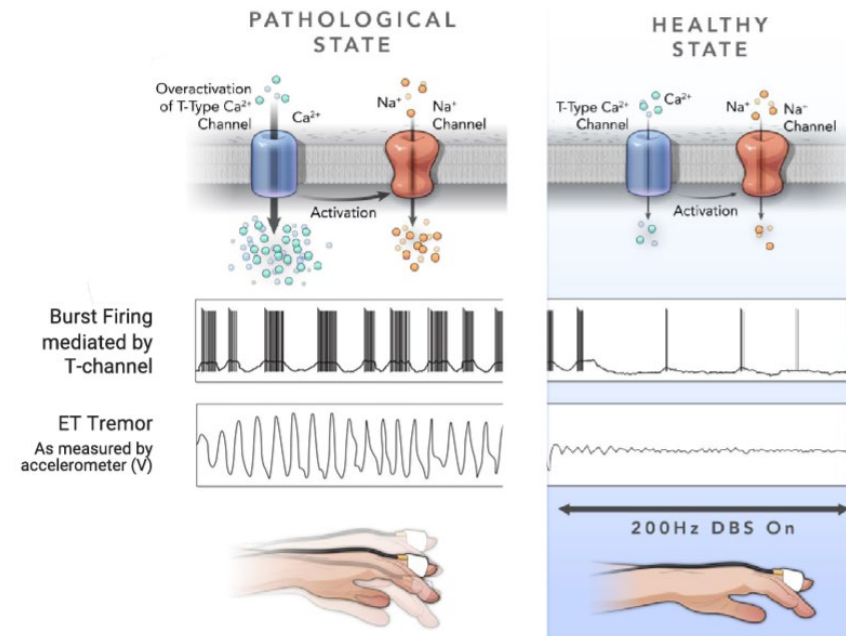 PATHOLOGICAL
STATE
Overactivation
of T-Type Ca²⁺
Channel
Ca²⁺
Na⁺
Na⁺
Channel
Activation
HEALTHY
STATE
T-Type Ca²⁺
Channel
Ca²⁺
Na⁺
Na⁺
Channel
Activation
Burst Firing
mediated by
T-channel
ET Tremor
As measured by
accelerometer (V)
200Hz DBS On